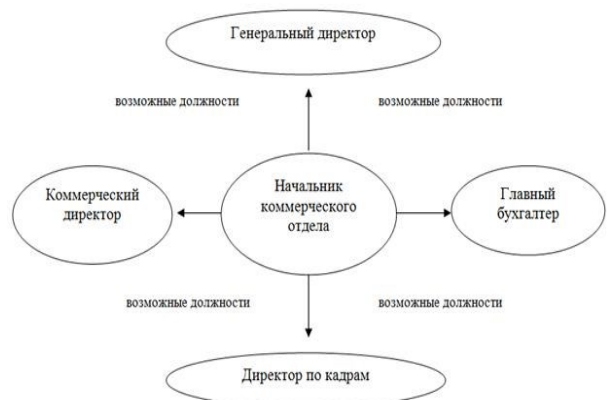 Генеральный директор
возможные должности
возможные должности
Коммерческий
директор
Начальник
коммерческого
отдела
Главный
бухгалтер
возможные должности
возможные должности
Директор по кадрам